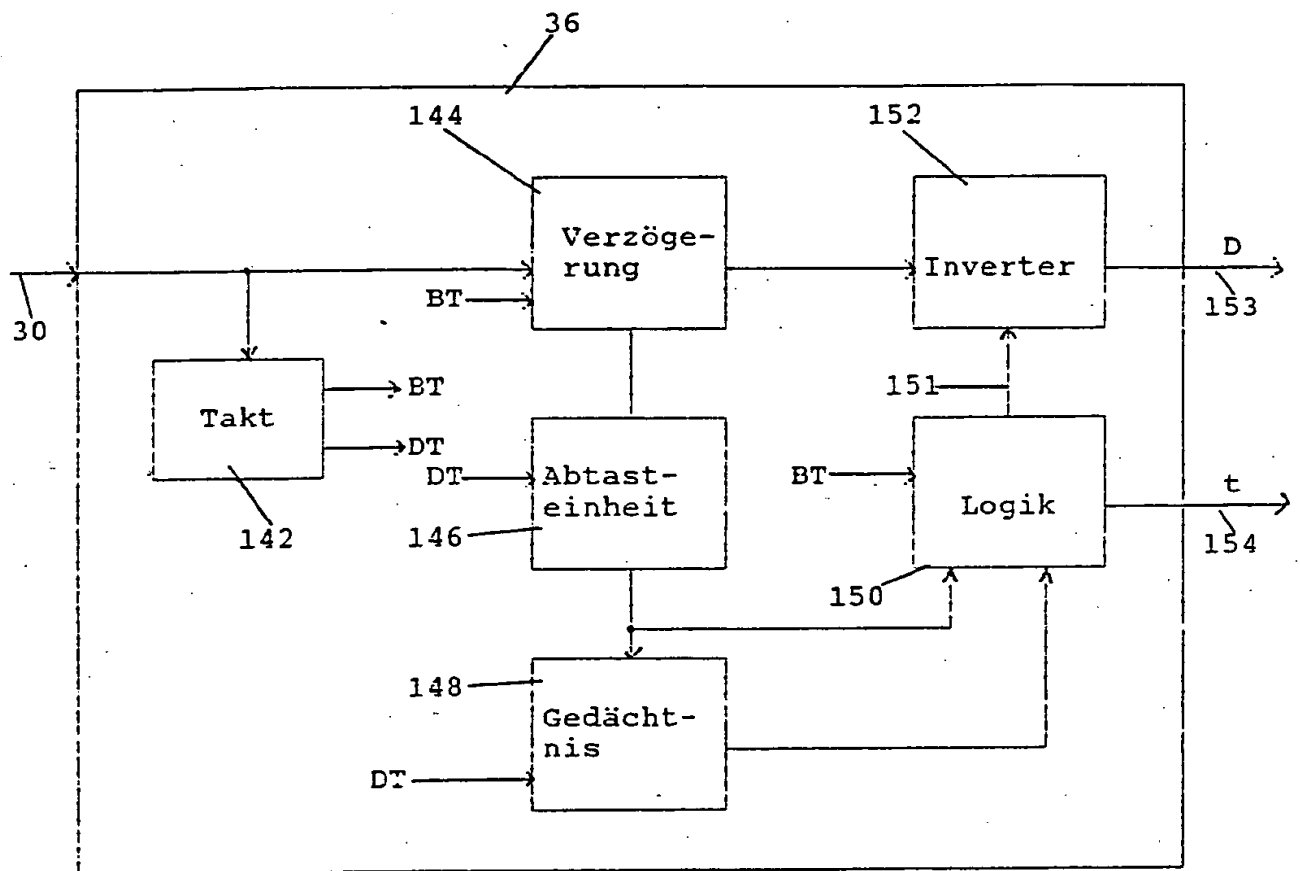 36
144
152
Verzöge-
rung
Inverter
D
153
30
BT
Takt
BT
DT
142
151
DT
Abtast-
einheit
146
BT
Logik
t
154
150
148
Gedächt-
nis
DT